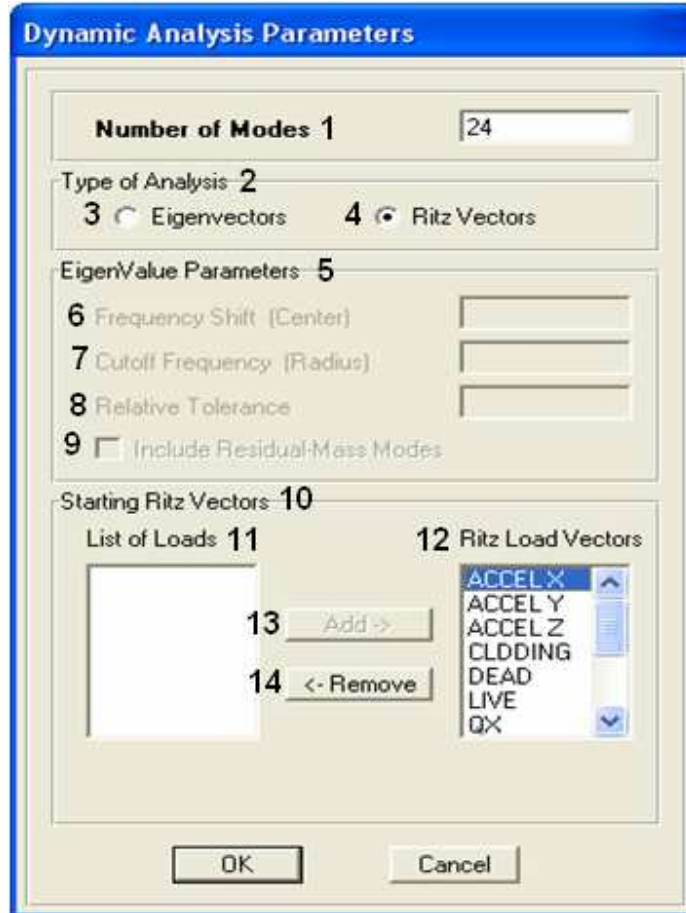 Dynamic Analysis Parameters
Number of Modes 1 24
Type of Analysis 2
3 Eigenvectors 4 Ritz Vectors
EigenValue Parameters 5
6 Frequency Shift (Center)
7 Cutoff Frequency (Radius)
8 Relative Tolerance
9 Include Residual-Mass Modes
Starting Ritz Vectors 10
List of Loads 11 12 Ritz Load Vectors
ACCEL X
ACCEL Y
ACCEL Z
CLDDING
DEAD
LIVE
QX
13 Add ->
14 <- Remove
OK Cancel